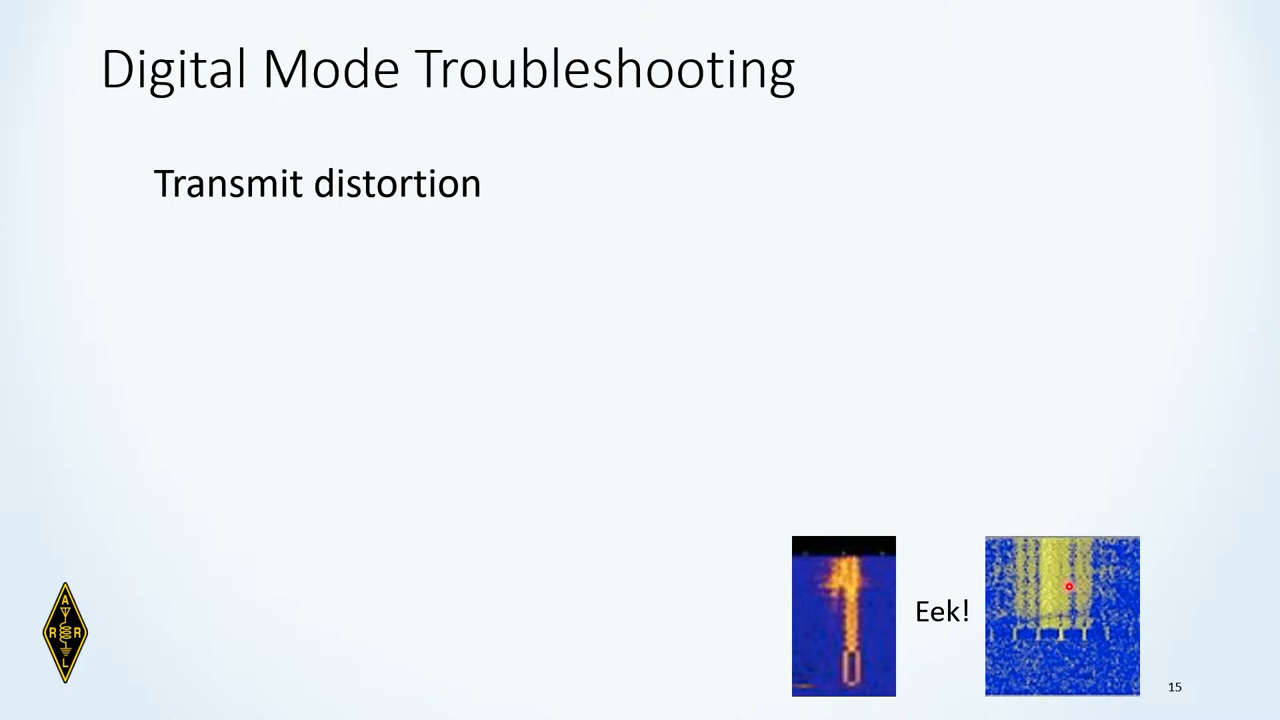 Digital Mode Troubleshooting
Transmit distortion
Eek!
A
R R
L
15